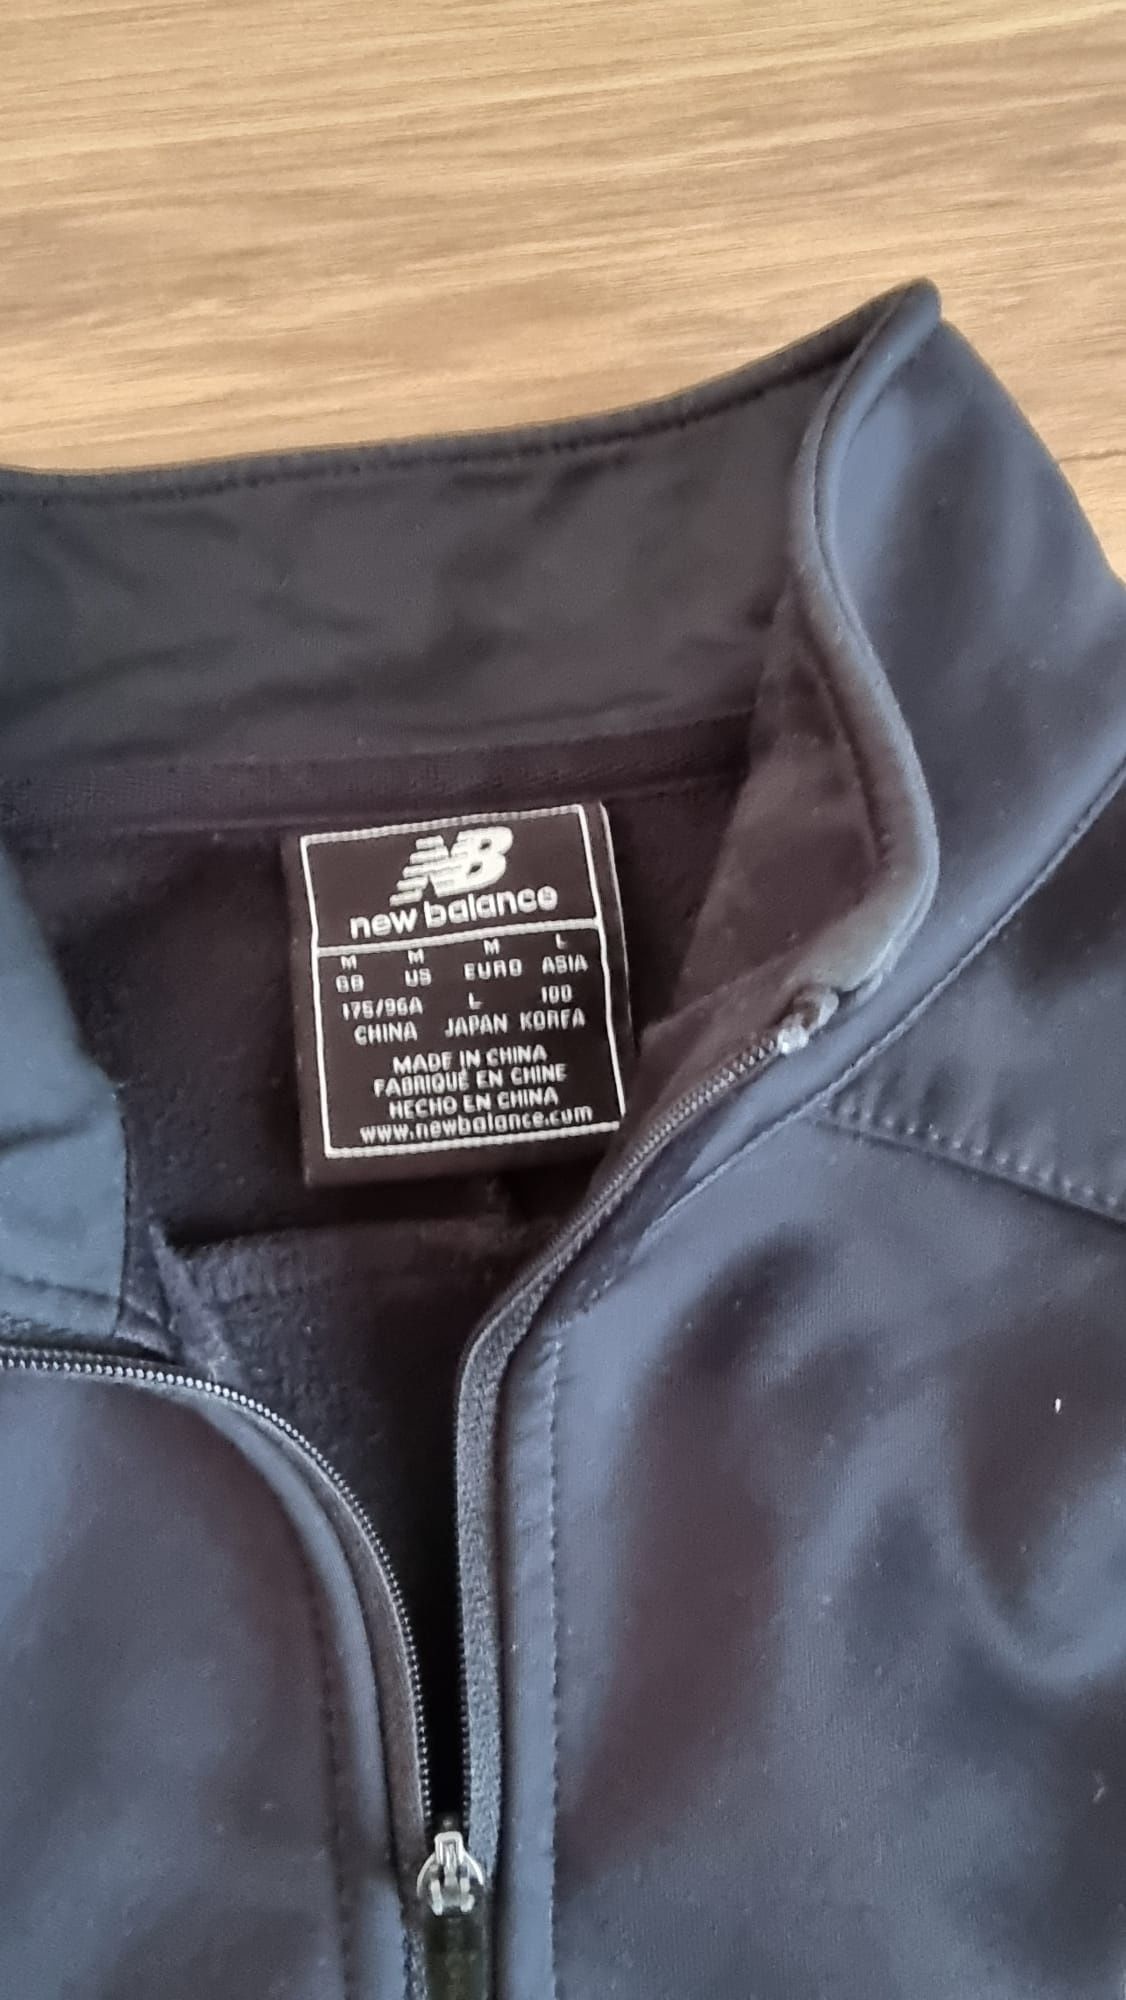 NB
new balance
M M M L
GB US EURO ASIA
175/96A L 100
CHINA JAPAN KOREA
MADE IN CHINA
FABRIQUÉ EN CHINE
HECHO EN CHINA
www.newbalance.com